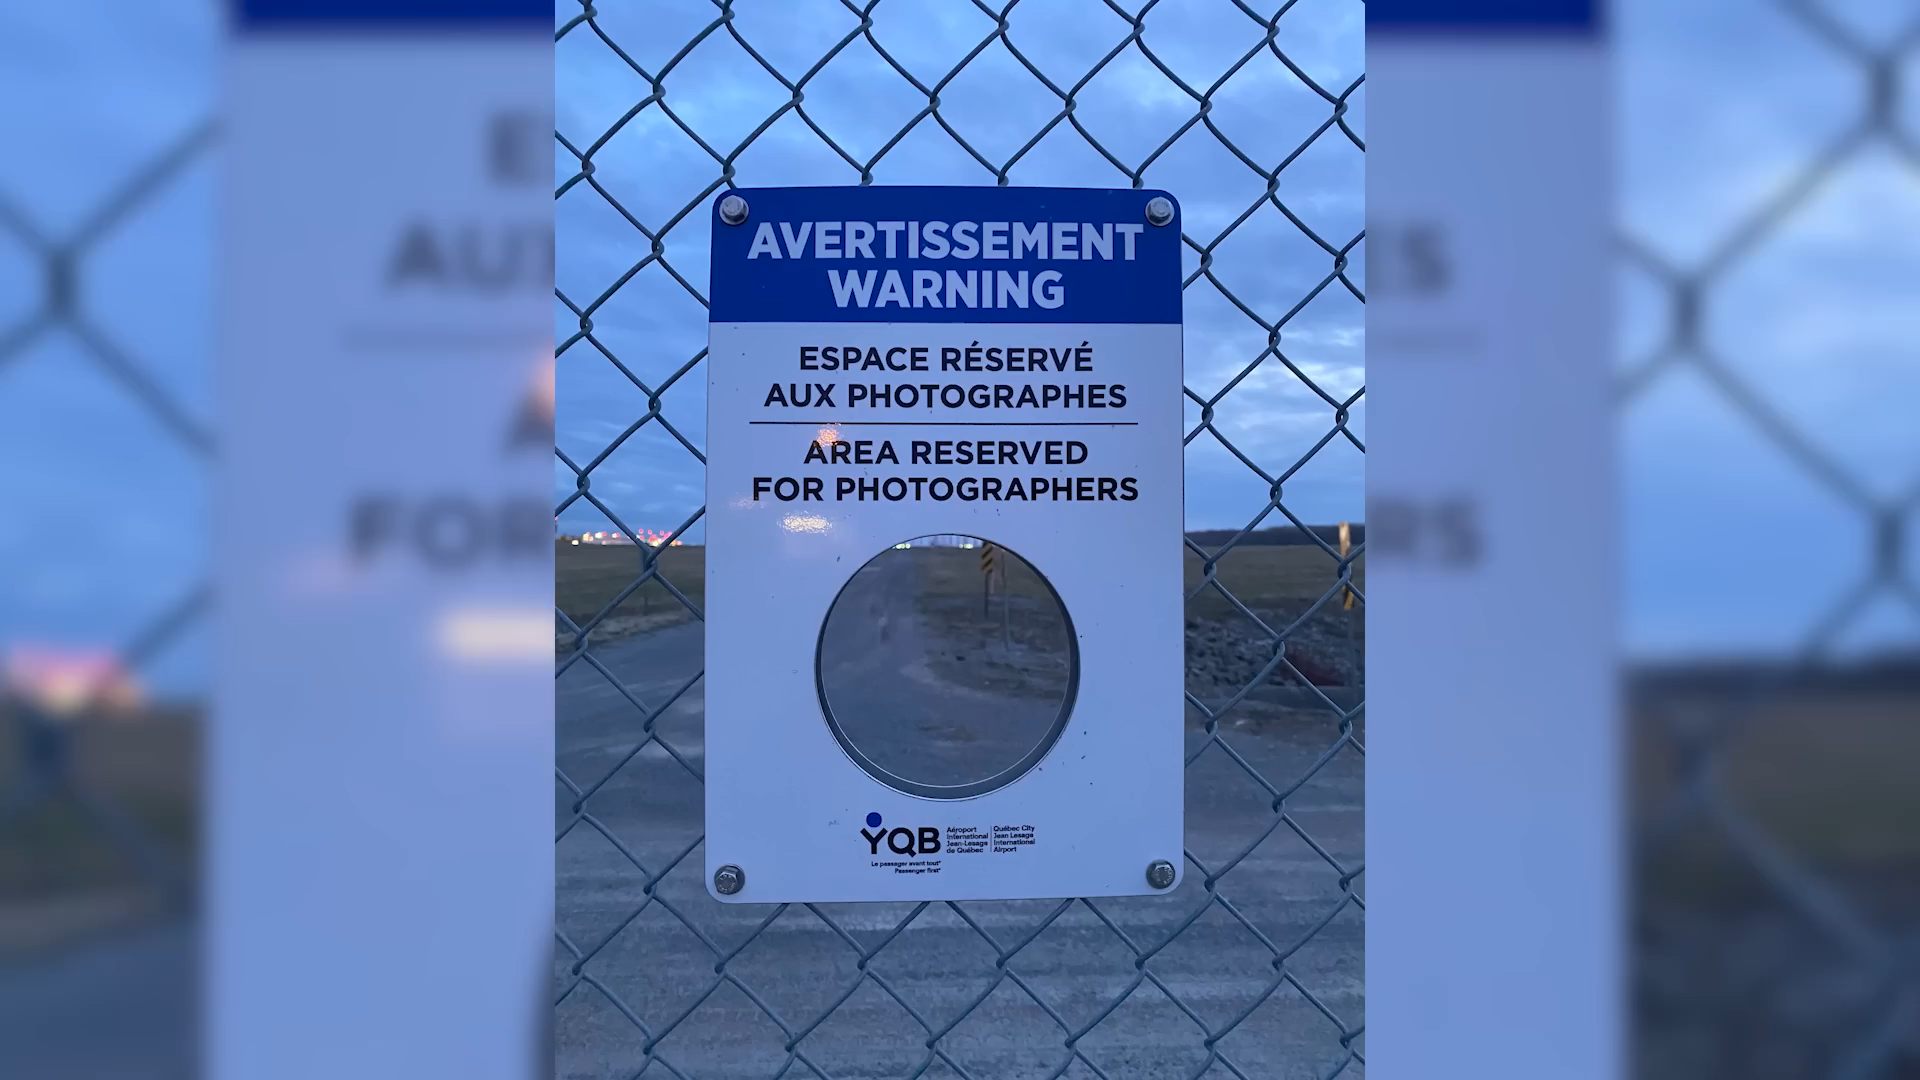 AVERTISSEMENT
WARNING
ESPACE RÉSERVÉ
AUX PHOTOGRAPHES
AREA RESERVED
FOR PHOTOGRAPHERS
YQB
Aéroport
International
Jean-Lesage
de Québec
Québec City
Jean Lesage
International
Airport
Le passager avant tout*
Passenger first*